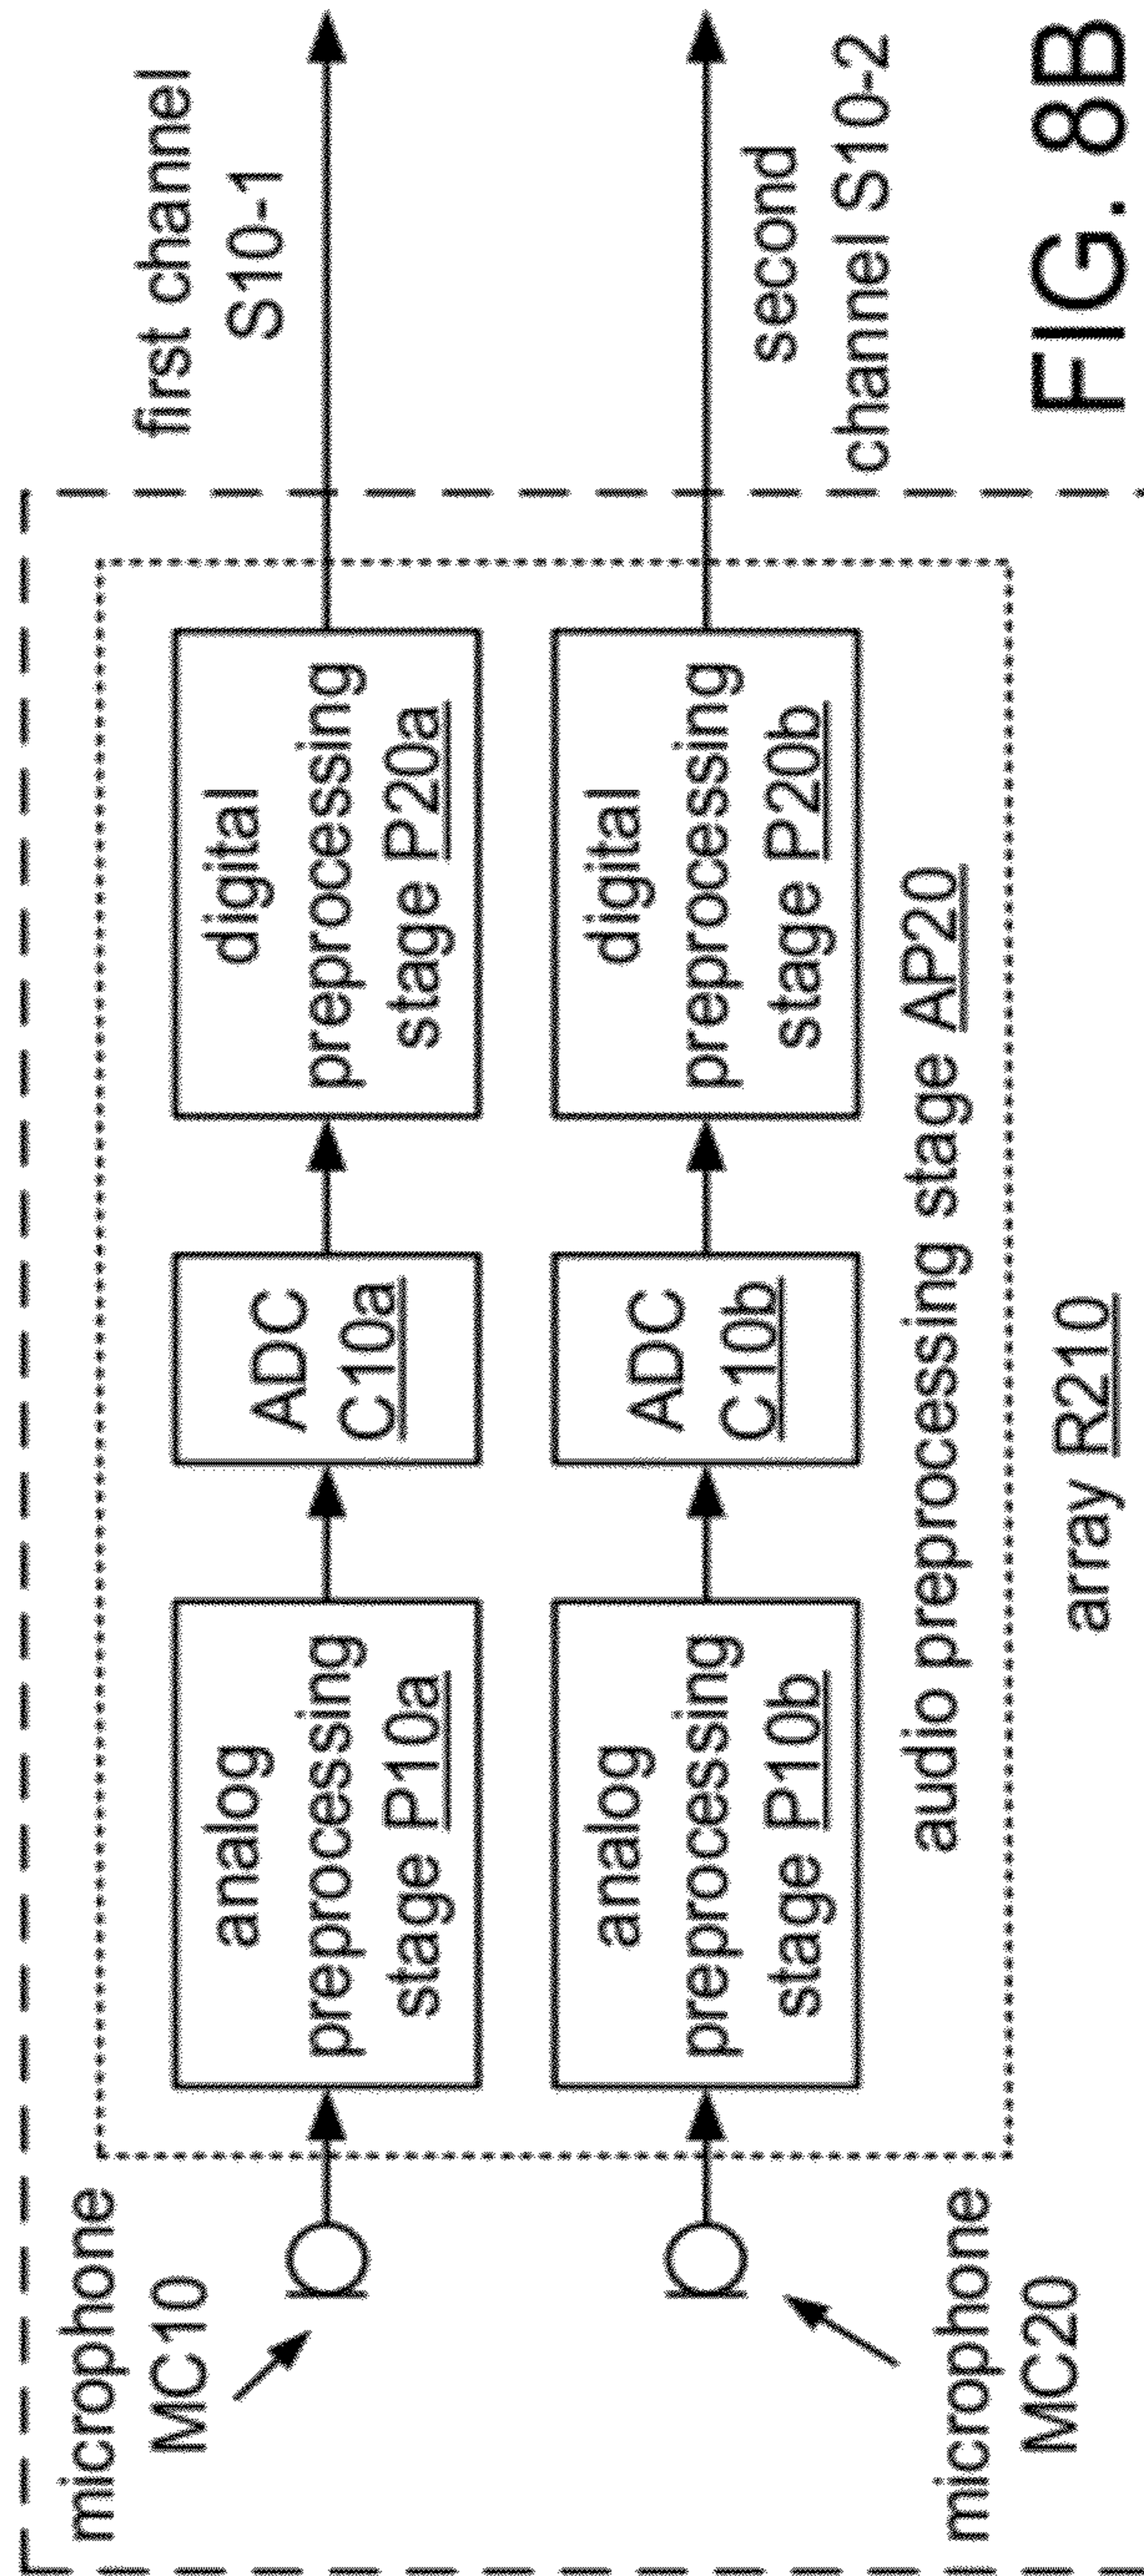 microphone
MC10
analog
preprocessing
stage P10a
ADC
C10a
digital
preprocessing
stage P20a
first channel
S10-1
microphone
MC20
analog
preprocessing
stage P10b
ADC
C10b
digital
preprocessing
stage P20b
second
channel S10-2
audio preprocessing stage AP20
array R210
FIG. 8B